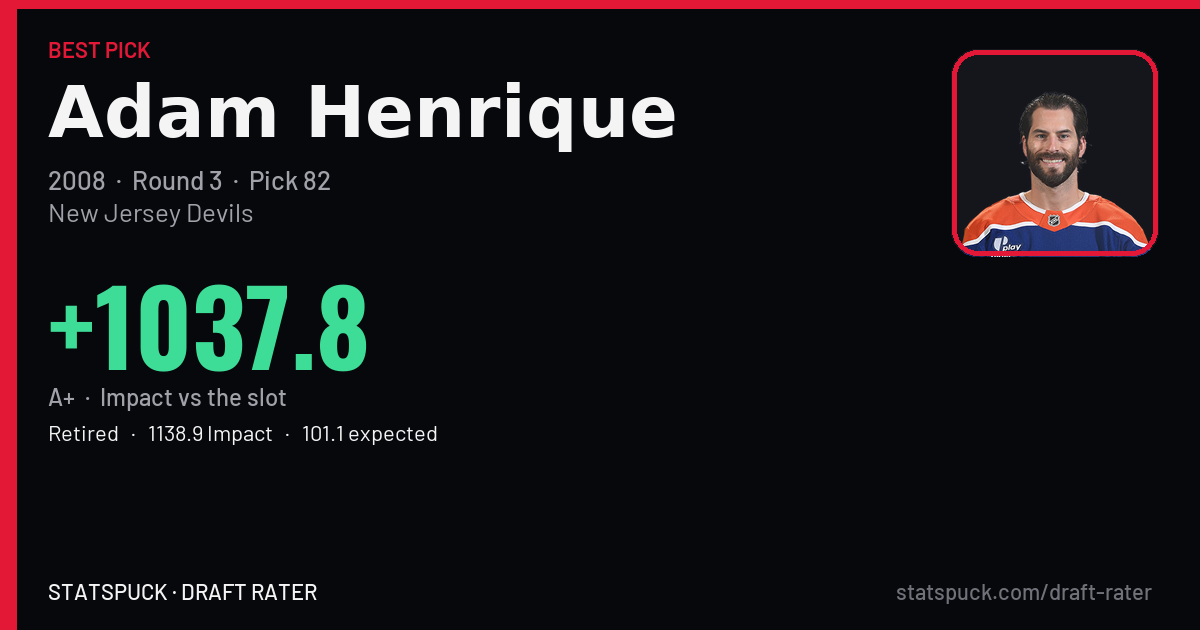 BEST PICK
Adam Henrique
2008 · Round 3 · Pick 82
New Jersey Devils
play
+1037.8
A+ · Impact vs the slot
Retired · 1138.9 Impact · 101.1 expected
STATSPUCK · DRAFT RATER
statspuck.com/draft-rater